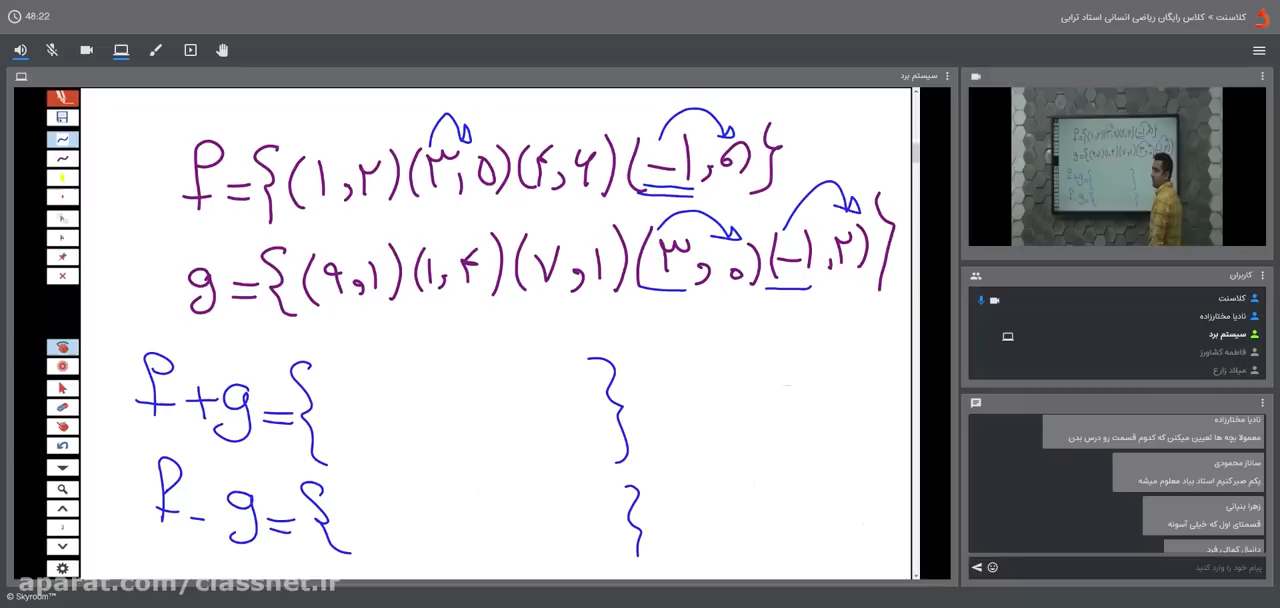 48:22
کلاسنت » کلاس رایگان ریاضی انسانی استاد ترابی
سیستم برد
f = {(۱,۲)(۳,۵)(۴,۶)(-۱,۵)}
g = {(۹,۱)(۱,۴)(۷,۱)(۳,۰)(-۱,۲)}
f+g = { }
f-g = { }
کاربران
کلاسنت
نادیا مختارزاده
سیستم برد
فاطمه کشاورز
میلاد زارع
نادیا مختارزاده
معمولا بچه ها تعیین میکنن که کدوم قسمت رو درس بدن
ساناز محمودی
یکم صبر کنیم استاد بیاد معلوم میشه
زهرا بنیانی
قسمتای اول که خیلی آسونه
دانیال کمالی فرد
پیام خود را وارد کنید
aparat.com/classnet.ir
© Skyroom™